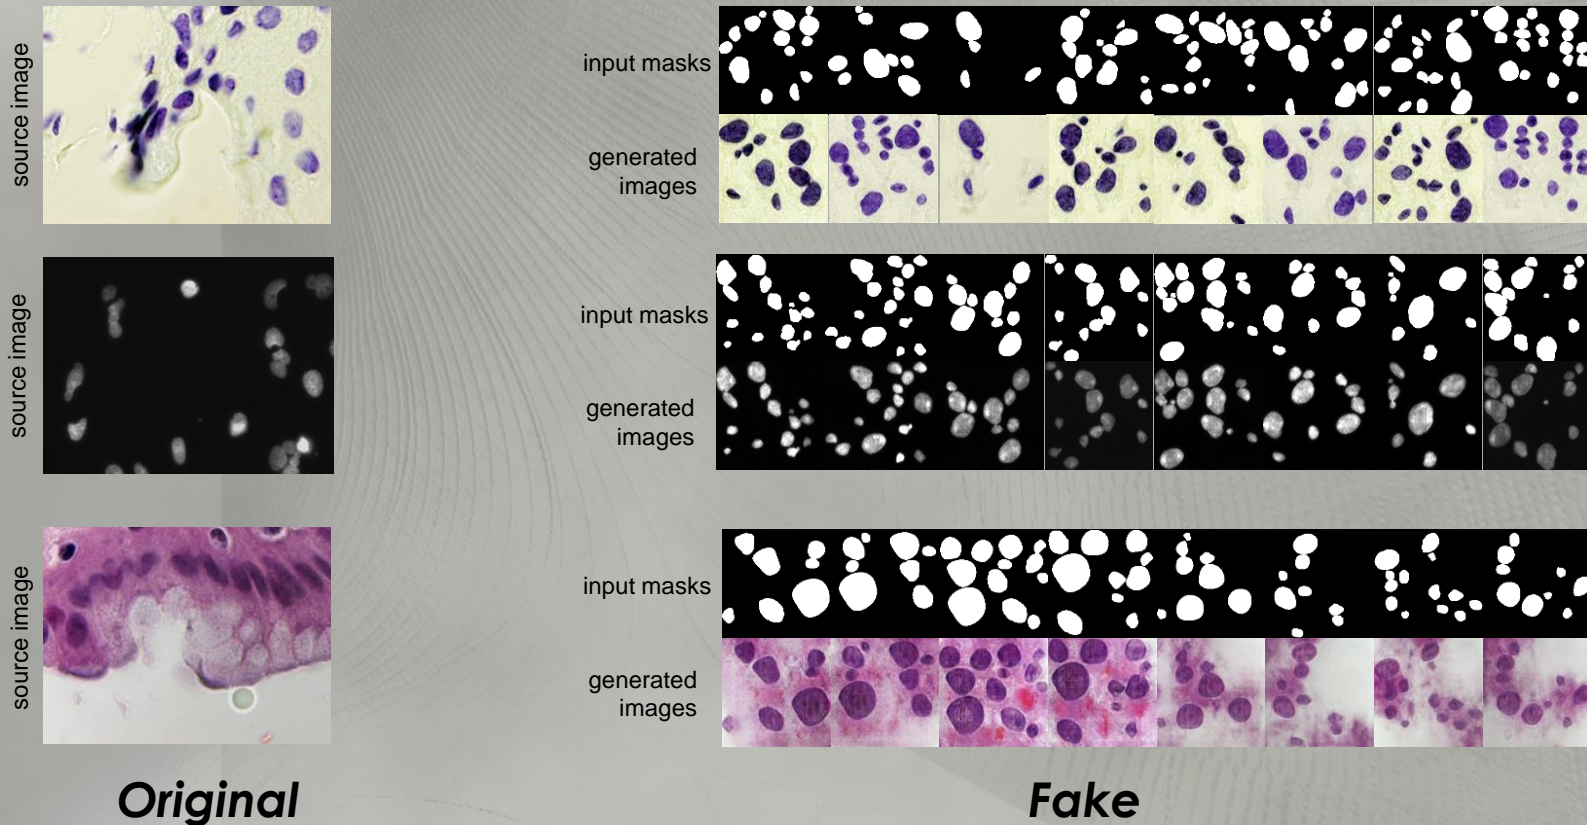 source image
input masks
generated
images
source image
input masks
generated
images
source image
input masks
generated
images
Original
Fake